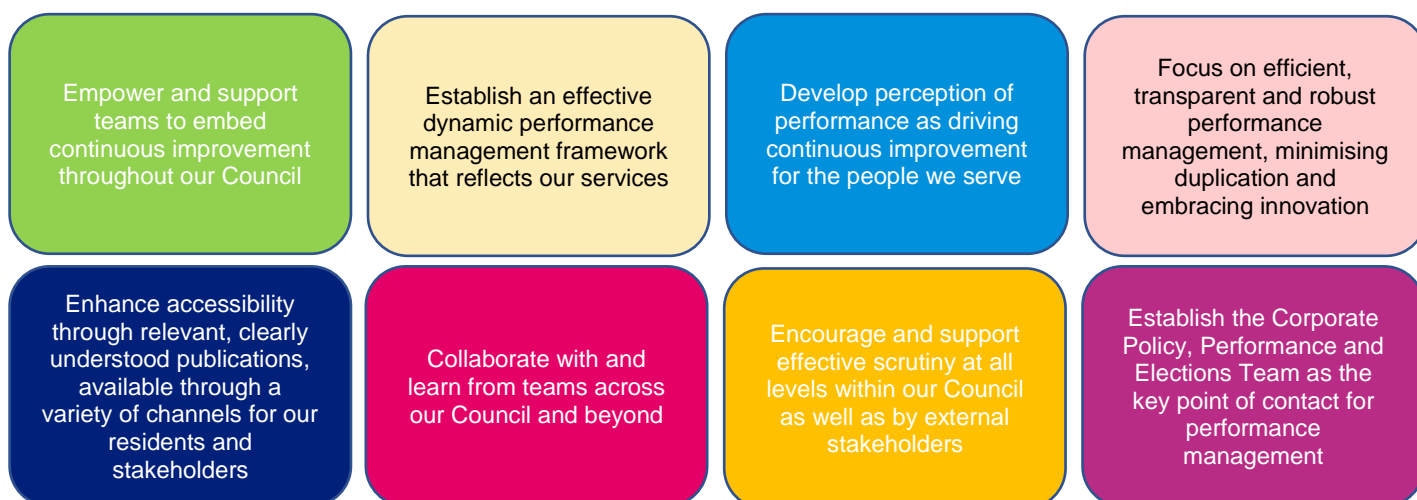 Empower and support
teams to embed
continuous improvement
throughout our Council
Establish an effective
dynamic performance
management framework
that reflects our services
Develop perception of
performance as driving
continuous improvement
for the people we serve
Focus on efficient,
transparent and robust
performance
management, minimising
duplication and
embracing innovation
Enhance accessibility
through relevant, clearly
understood publications,
available through a
variety of channels for our
residents and
stakeholders
Collaborate with and
learn from teams across
our Council and beyond
Encourage and support
effective scrutiny at all
levels within our Council
as well as by external
stakeholders
Establish the Corporate
Policy, Performance and
Elections Team as the
key point of contact for
performance
management